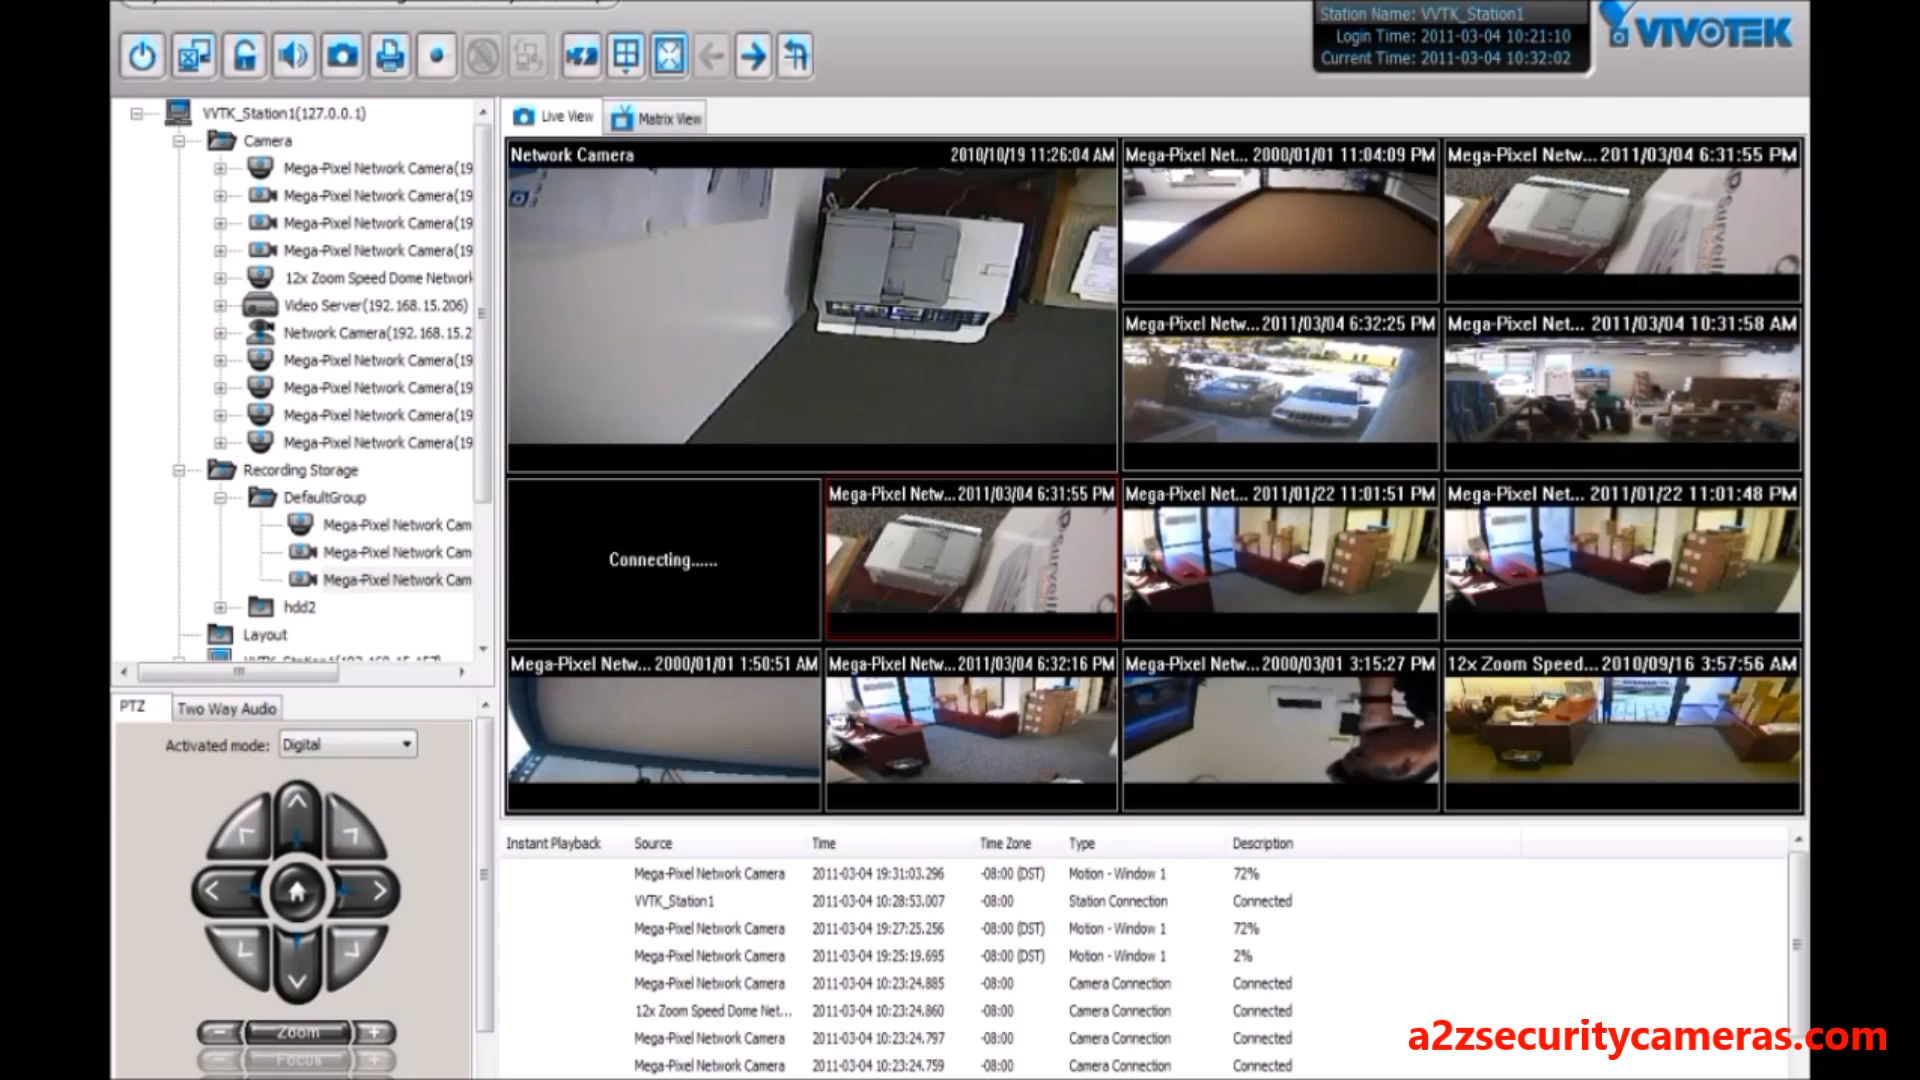 Station Name: VVTK_Station1
Login Time: 2011-03-04 10:21:10
Current Time: 2011-03-04 10:32:02
VIVOTEK
VVTK_Station1(127.0.0.1)
Camera
Mega-Pixel Network Camera(19
Mega-Pixel Network Camera(19
Mega-Pixel Network Camera(19
Mega-Pixel Network Camera(19
12x Zoom Speed Dome Network
Video Server(192.168.15.206)
Network Camera(192.168.15.2
Mega-Pixel Network Camera(19
Mega-Pixel Network Camera(19
Mega-Pixel Network Camera(19
Mega-Pixel Network Camera(19
Recording Storage
DefaultGroup
Mega-Pixel Network Cam
Mega-Pixel Network Cam
Mega-Pixel Network Cam
hdd2
Layout
PTZ
Two Way Audio
Activated mode: Digital
Zoom
Focus
Live View
Matrix View
Network Camera 2010/10/19 11:26:04 AM
Mega-Pixel Net... 2000/01/01 11:04:09 PM
Mega-Pixel Netw... 2011/03/04 6:31:55 PM
Mega-Pixel Netw... 2011/03/04 6:32:25 PM
Mega-Pixel Net... 2011/03/04 10:31:58 AM
Connecting......
Mega-Pixel Netw... 2011/03/04 6:31:55 PM
Mega-Pixel Net... 2011/01/22 11:01:51 PM
Mega-Pixel Net... 2011/01/22 11:01:48 PM
Mega-Pixel Netw... 2000/01/01 1:50:51 AM
Mega-Pixel Netw... 2011/03/04 6:32:16 PM
Mega-Pixel Netw... 2000/03/01 3:15:27 PM
12x Zoom Speed... 2010/09/16 3:57:56 AM
Instant Playback Source Time Time Zone Type Description
Mega-Pixel Network Camera 2011-03-04 19:31:03.296 -08:00 (DST) Motion - Window 1 72%
VVTK_Station1 2011-03-04 10:28:53.007 -08:00 Station Connection Connected
Mega-Pixel Network Camera 2011-03-04 19:27:25.256 -08:00 (DST) Motion - Window 1 72%
Mega-Pixel Network Camera 2011-03-04 19:25:19.695 -08:00 (DST) Motion - Window 1 2%
Mega-Pixel Network Camera 2011-03-04 10:23:24.885 -08:00 Camera Connection Connected
12x Zoom Speed Dome Net... 2011-03-04 10:23:24.860 -08:00 Camera Connection Connected
Mega-Pixel Network Camera 2011-03-04 10:23:24.797 -08:00 Camera Connection Connected
Mega-Pixel Network Camera 2011-03-04 10:23:24.759 -08:00 Camera Connection Connected
a2zsecuritycameras.com